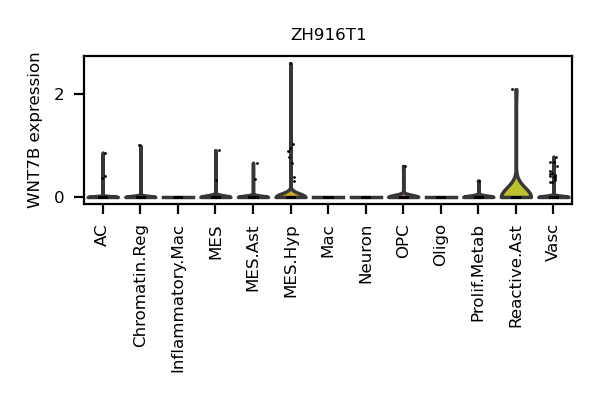 ZH916T1
WNT7B expression
2
0
AC
Chromatin.Reg
Inflammatory.Mac
MES
MES.Ast
MES.Hyp
Mac
Neuron
OPC
Oligo
Prolif.Metab
Reactive.Ast
Vasc